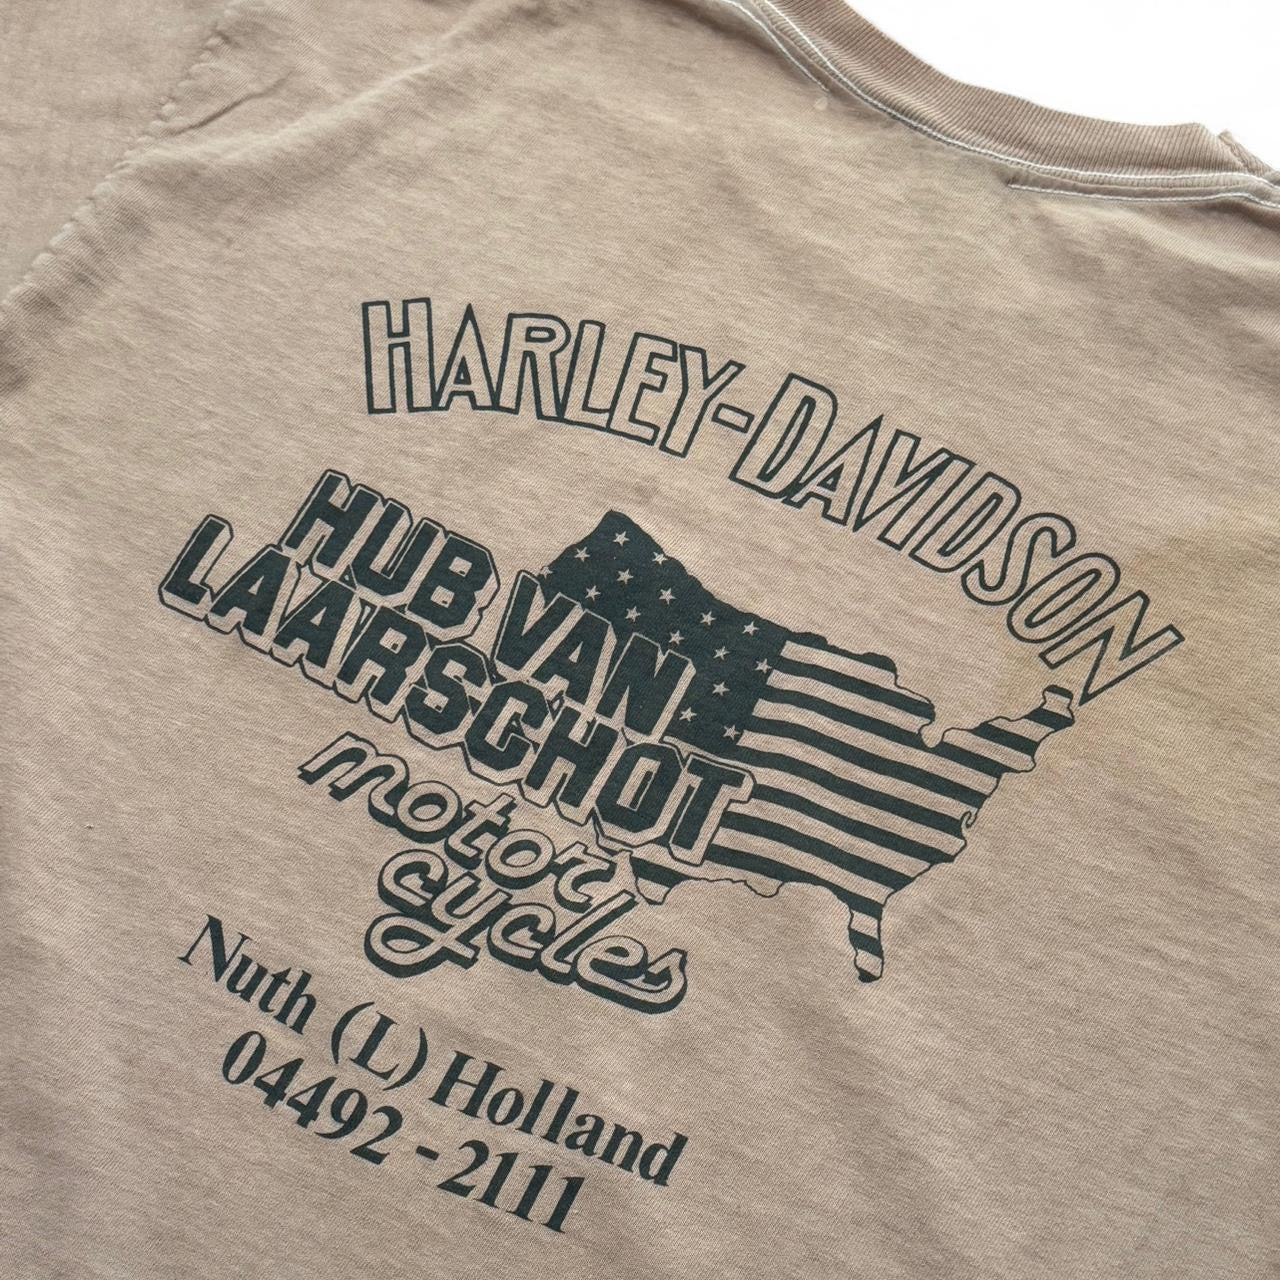 HARLEY-DAVIDSON
HUB VAN
LAARSCHOT
motor
cycles
Nuth (L) Holland
04492-2111